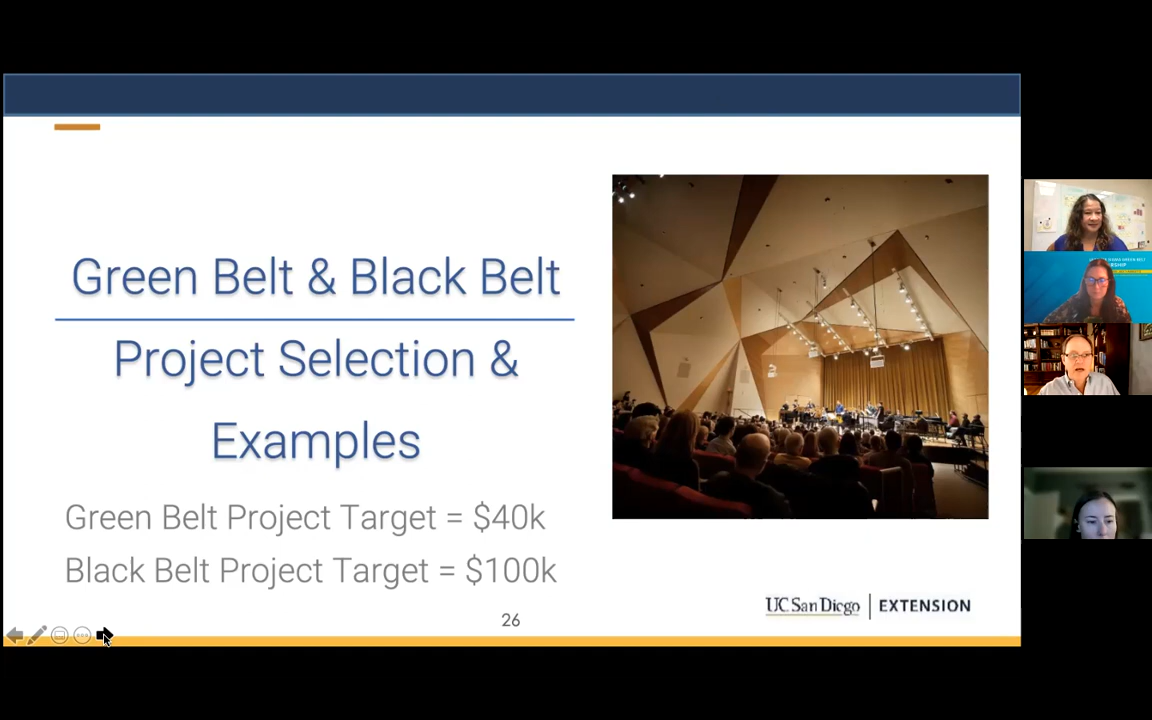 Green Belt & Black Belt
Project Selection &
Examples
Green Belt Project Target = $40k
Black Belt Project Target = $100k
26
UC San Diego | EXTENSION